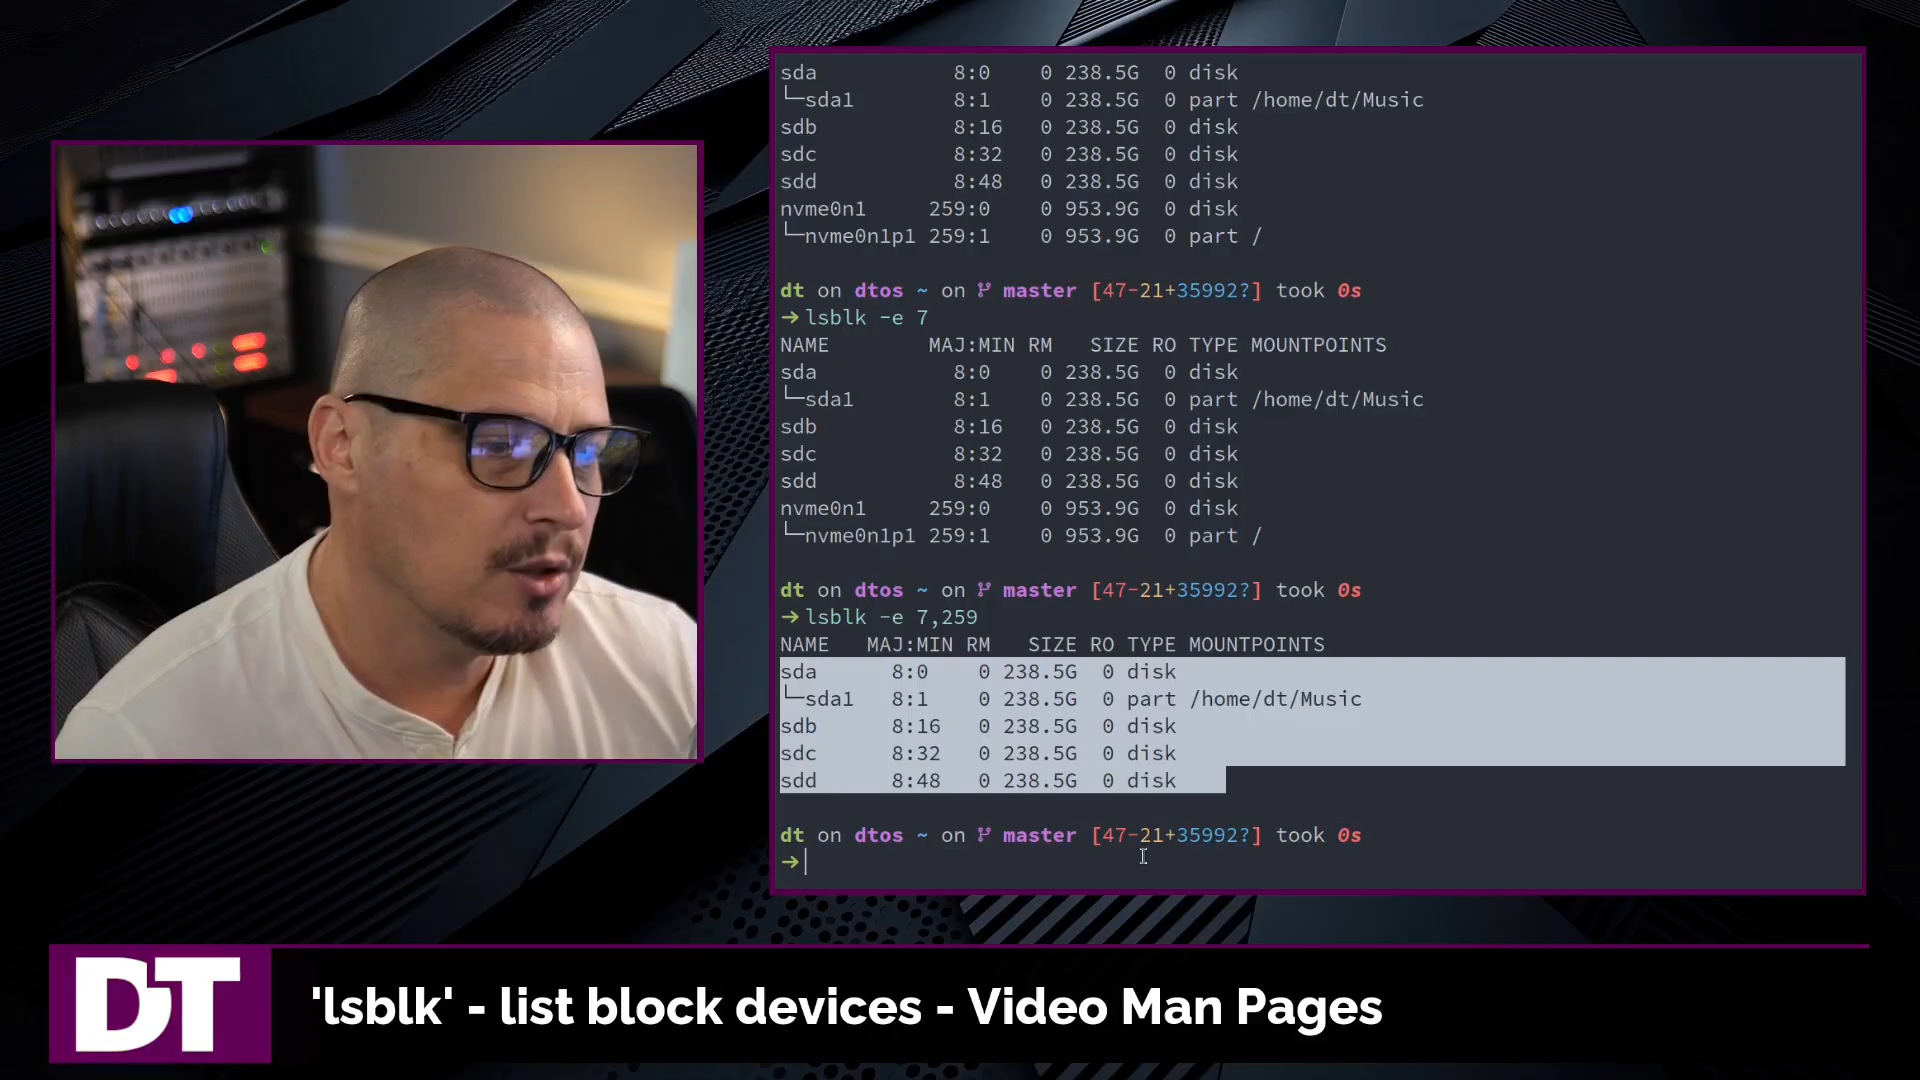 sda 8:0 0 238.5G 0 disk
└─sda1 8:1 0 238.5G 0 part /home/dt/Music
sdb 8:16 0 238.5G 0 disk
sdc 8:32 0 238.5G 0 disk
sdd 8:48 0 238.5G 0 disk
nvme0n1 259:0 0 953.9G 0 disk
└─nvme0n1p1 259:1 0 953.9G 0 part /
dt on dtos ~ on master [47-21+35992?] took 0s
→ lsblk -e 7
NAME MAJ:MIN RM SIZE RO TYPE MOUNTPOINTS
sda 8:0 0 238.5G 0 disk
└─sda1 8:1 0 238.5G 0 part /home/dt/Music
sdb 8:16 0 238.5G 0 disk
sdc 8:32 0 238.5G 0 disk
sdd 8:48 0 238.5G 0 disk
nvme0n1 259:0 0 953.9G 0 disk
└─nvme0n1p1 259:1 0 953.9G 0 part /
dt on dtos ~ on master [47-21+35992?] took 0s
→ lsblk -e 7,259
NAME MAJ:MIN RM SIZE RO TYPE MOUNTPOINTS
sda 8:0 0 238.5G 0 disk
└─sda1 8:1 0 238.5G 0 part /home/dt/Music
sdb 8:16 0 238.5G 0 disk
sdc 8:32 0 238.5G 0 disk
sdd 8:48 0 238.5G 0 disk
dt on dtos ~ on master [47-21+35992?] took 0s
→
DT
'lsblk' - list block devices - Video Man Pages